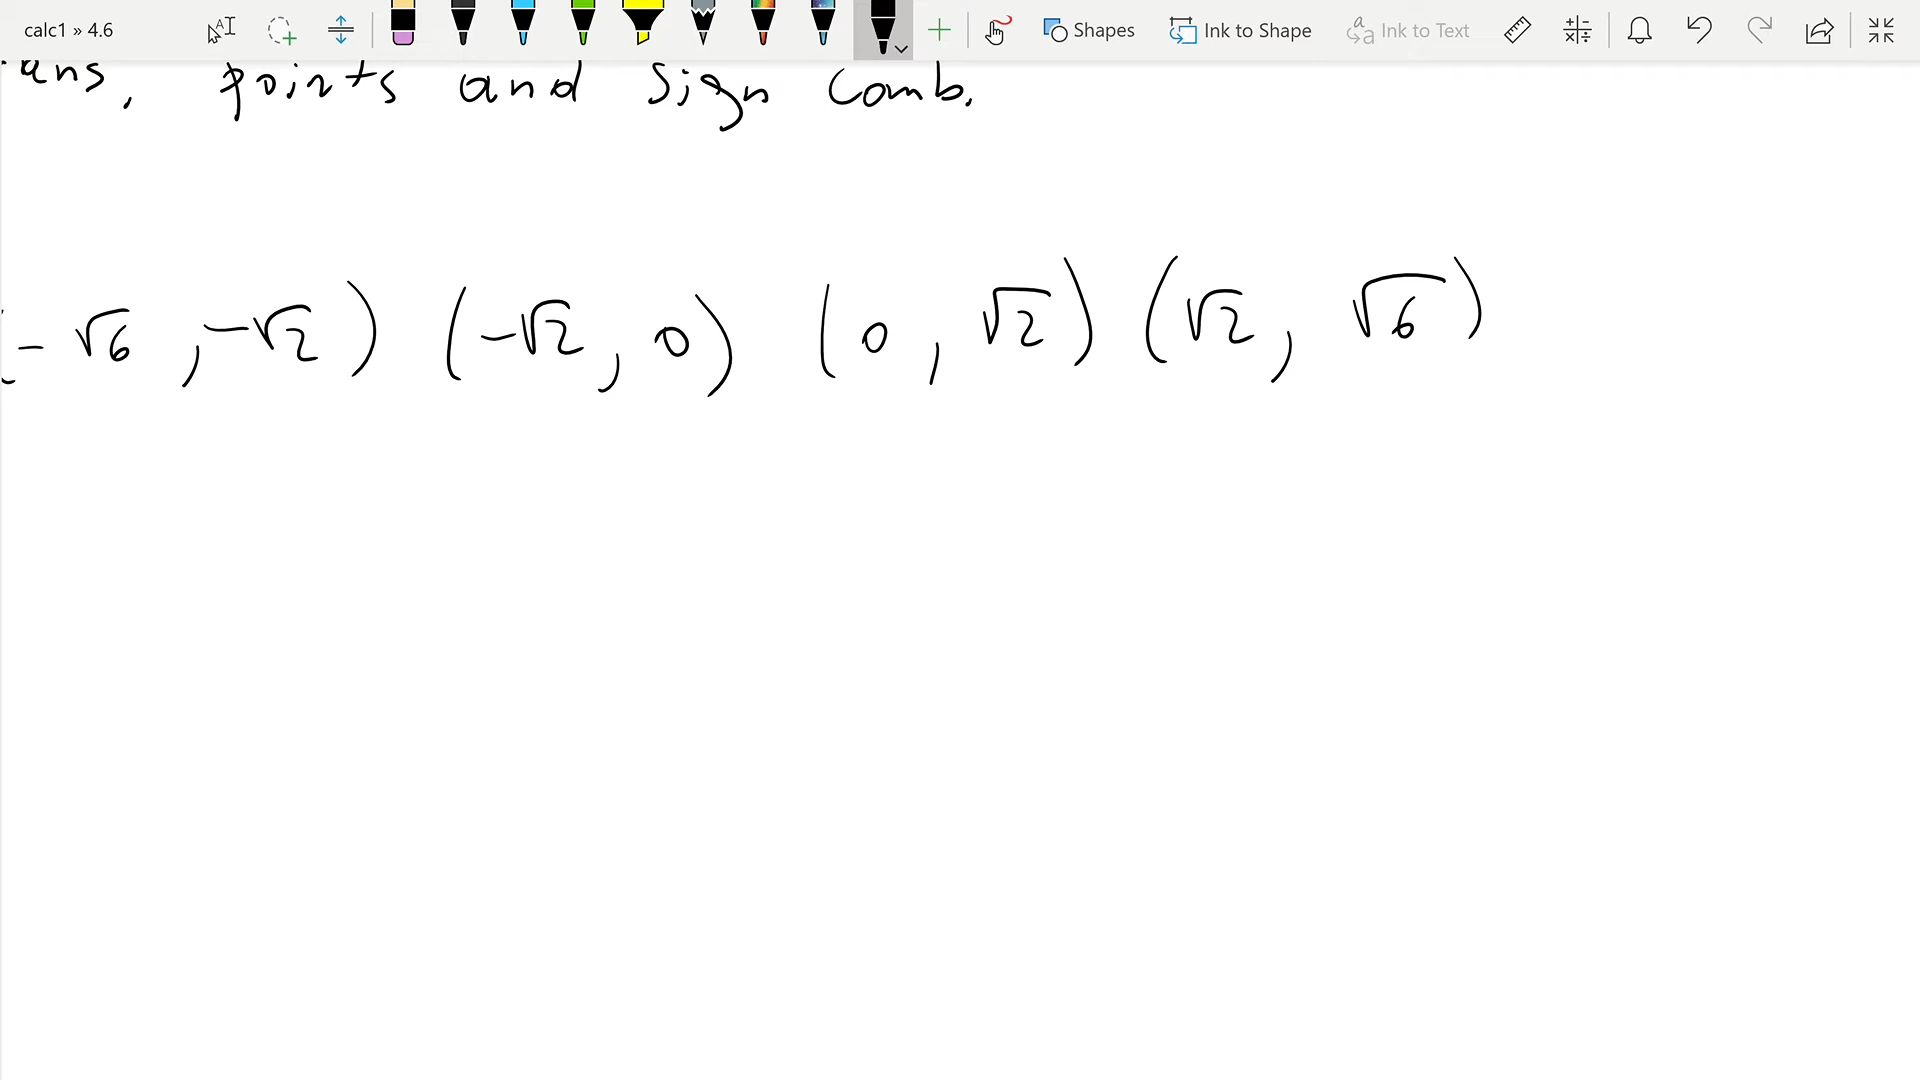 calc1 » 4.6 Shapes Ink to Shape Ink to Text
points and sign comb.
-√6 , -√2) (-√2, 0) (0, √2) (√2, √6)